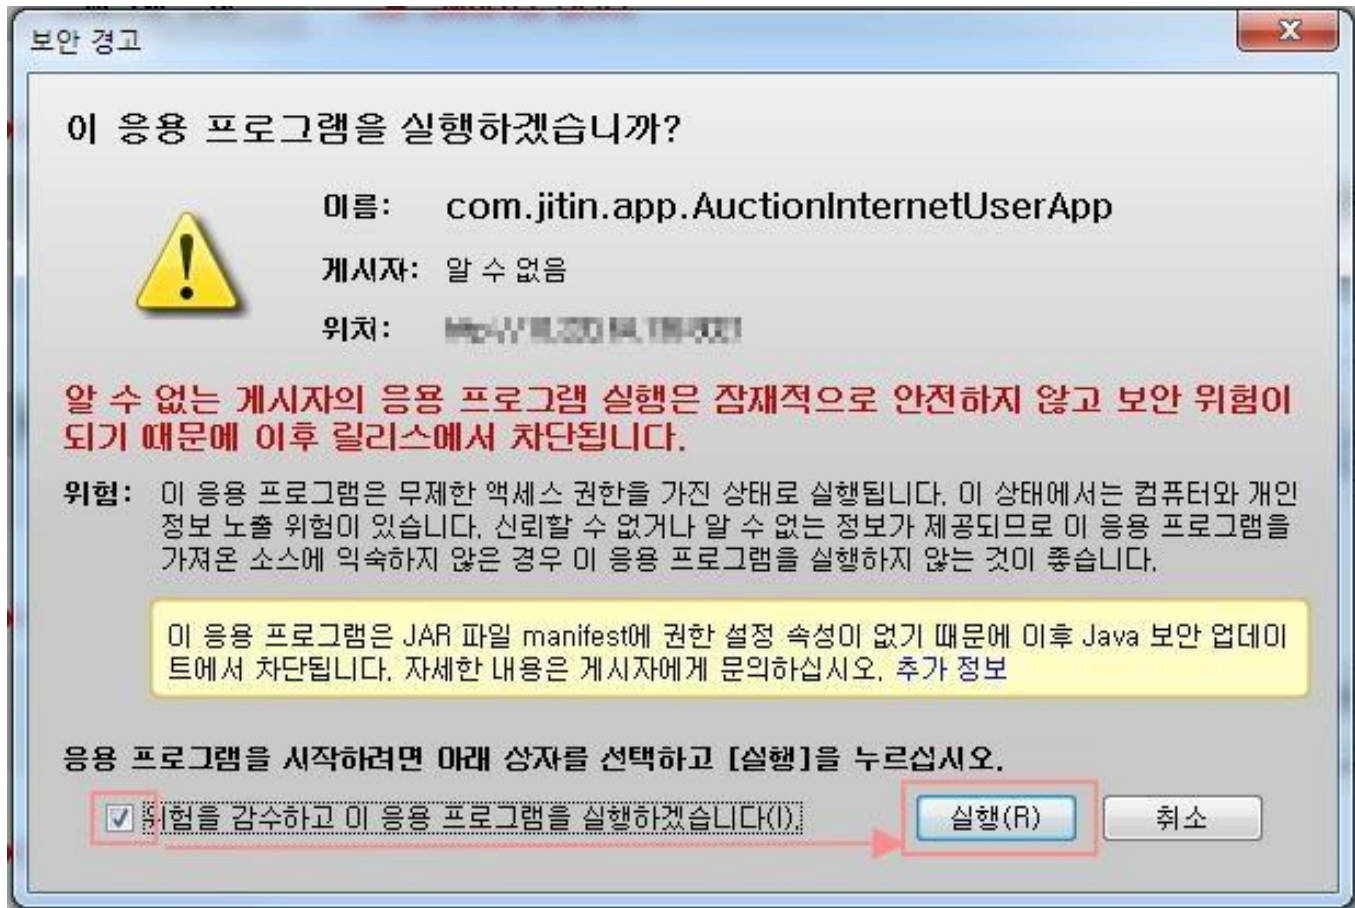 보안 경고
이 응용 프로그램을 실행하겠습니까?
이름: com.jitin.app.AuctionInternetUserApp
게시자: 알 수 없음
위치:
알 수 없는 게시자의 응용 프로그램 실행은 잠재적으로 안전하지 않고 보안 위험이
되기 때문에 이후 릴리스에서 차단됩니다.
위험: 이 응용 프로그램은 무제한 액세스 권한을 가진 상태로 실행됩니다. 이 상태에서는 컴퓨터와 개인
정보 노출 위험이 있습니다. 신뢰할 수 없거나 알 수 없는 정보가 제공되므로 이 응용 프로그램을
가져온 소스에 익숙하지 않은 경우 이 응용 프로그램을 실행하지 않는 것이 좋습니다.
이 응용 프로그램은 JAR 파일 manifest에 권한 설정 속성이 없기 때문에 이후 Java 보안 업데이
트에서 차단됩니다. 자세한 내용은 게시자에게 문의하십시오. 추가 정보
응용 프로그램을 시작하려면 아래 상자를 선택하고 [실행]을 누르십시오.
위험을 감수하고 이 응용 프로그램을 실행하겠습니다(I). 실행(R) 취소